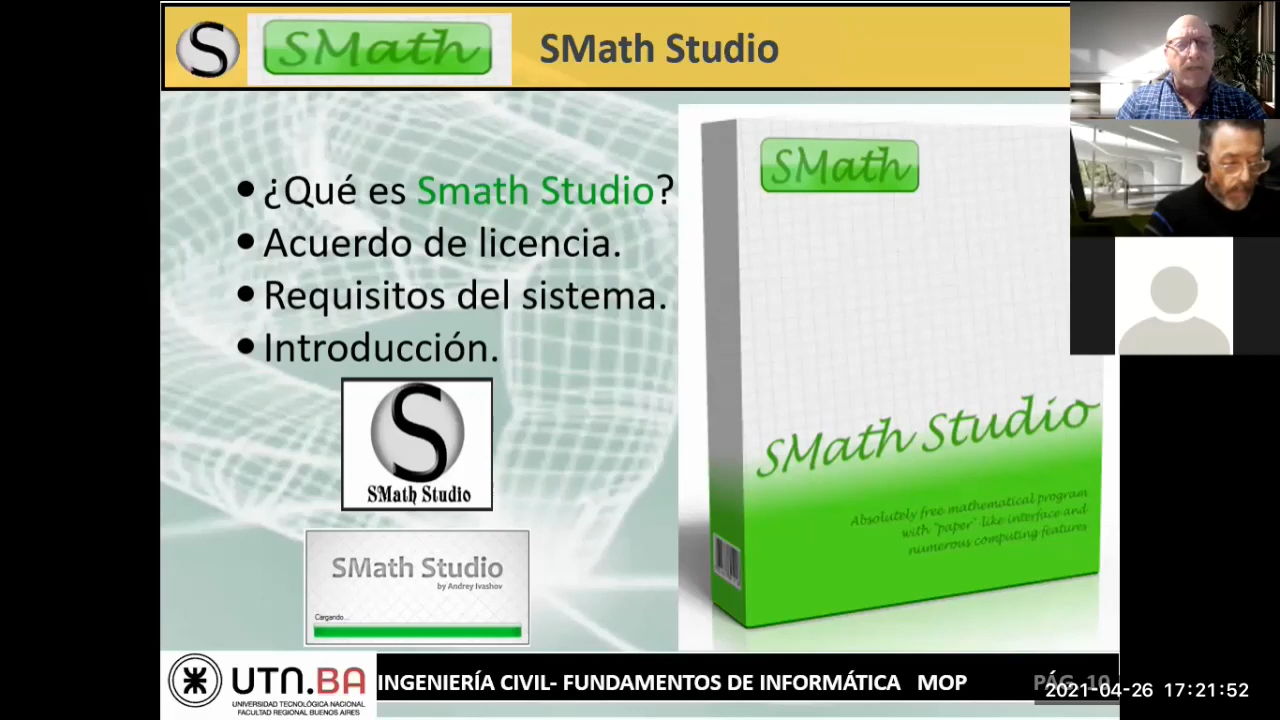 S
SMath
SMath Studio
• ¿Qué es Smath Studio?
• Acuerdo de licencia.
• Requisitos del sistema.
• Introducción.
S
SMath Studio
SMath Studio
by Andrey Ivashov
Cargando...
SMath
SMath Studio
Absolutely free mathematical program
with "paper"-like interface and
numerous computing features
UTN.BA
UNIVERSIDAD TECNOLÓGICA NACIONAL
FACULTAD REGIONAL BUENOS AIRES
INGENIERÍA CIVIL- FUNDAMENTOS DE INFORMÁTICA MOP
PÁG. 10
2021-04-26 17:21:52